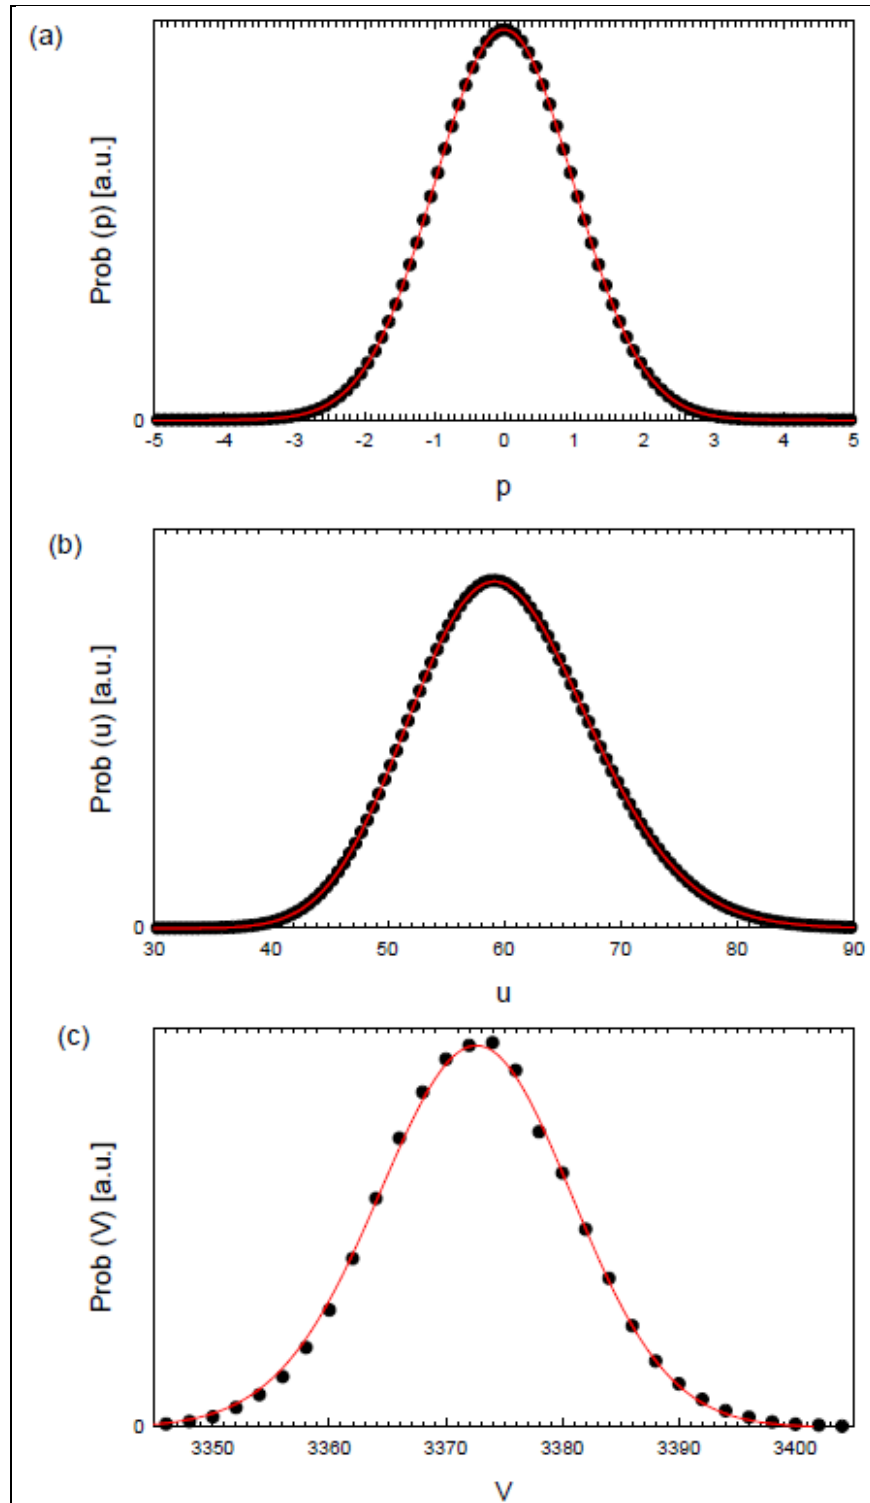 (a)
Prob (p) [a.u.]
0
-5 -4 -3 -2 -1 0 1 2 3 4 5
p
(b)
Prob (u) [a.u.]
0
30 40 50 60 70 80 90
u
(c)
Prob (V) [a.u.]
0
3350 3360 3370 3380 3390 3400
V